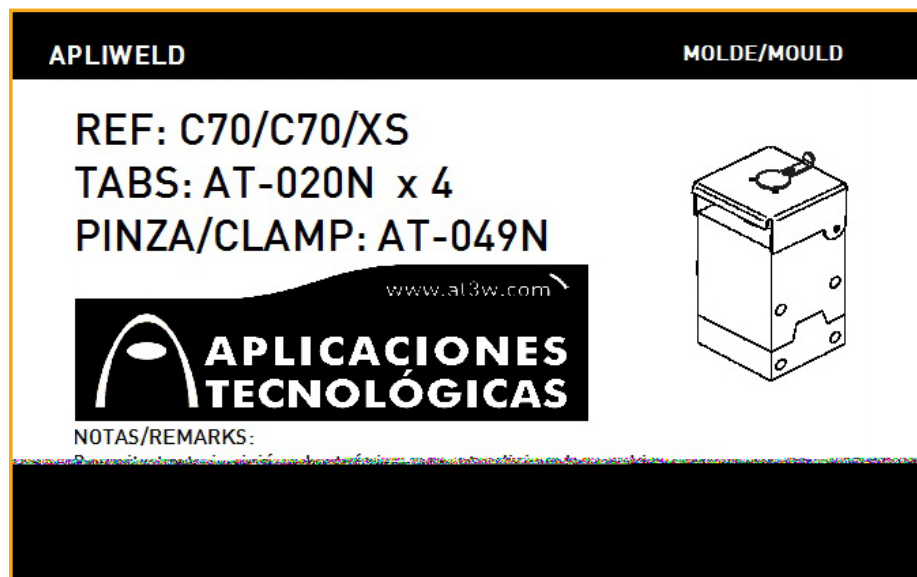 APLIWELD
MOLDE/MOULD
REF: C70/C70/XS
TABS: AT-020N x 4
PINZA/CLAMP: AT-049N
www.at3w.com
APLICACIONES
TECNOLÓGICAS
NOTAS/REMARKS: